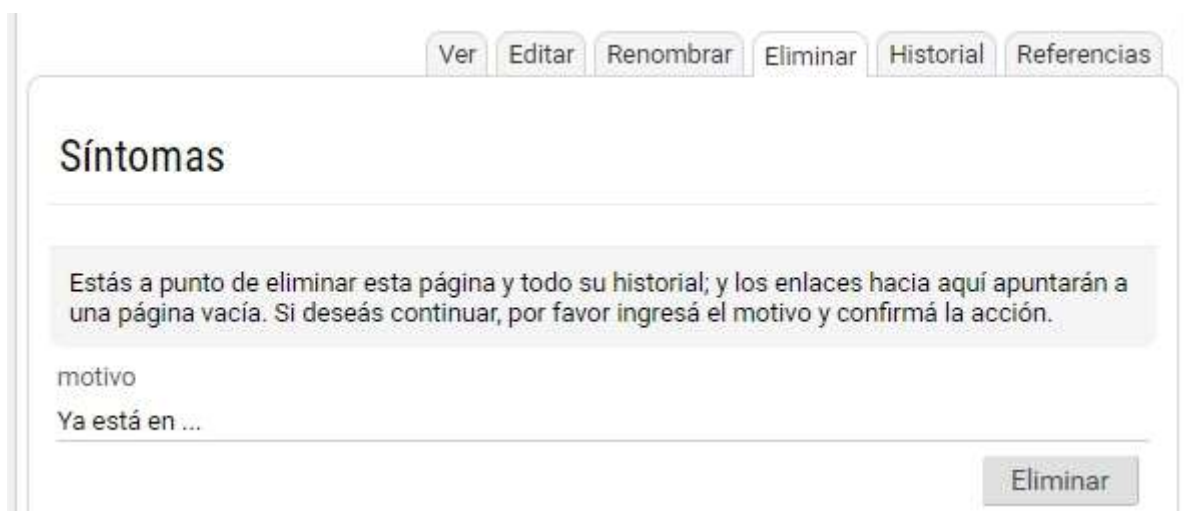 Ver Editar Renombrar Eliminar Historial Referencias
Síntomas
Estás a punto de eliminar esta página y todo su historial; y los enlaces hacia aquí apuntarán a
una página vacía. Si deseás continuar, por favor ingresá el motivo y confirmá la acción.
motivo
Ya está en ...
Eliminar